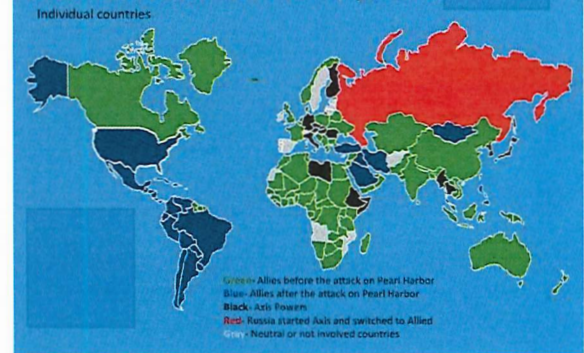 Individual countries
Green- Allies before the attack on Pearl Harbor
Blue- Allies after the attack on Pearl Harbor
Black- Axis Powers
Red- Russia started Axis and switched to Allied
Gray- Neutral or not involved countries